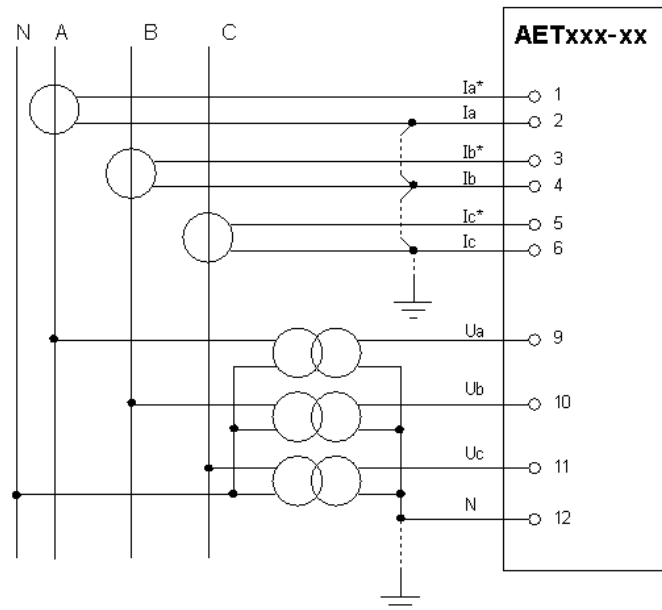 N A B C
AETxxx-xx
Ia* 1
Ia 2
Ib* 3
Ib 4
Ic* 5
Ic 6
Ua 9
Ub 10
Uc 11
N 12